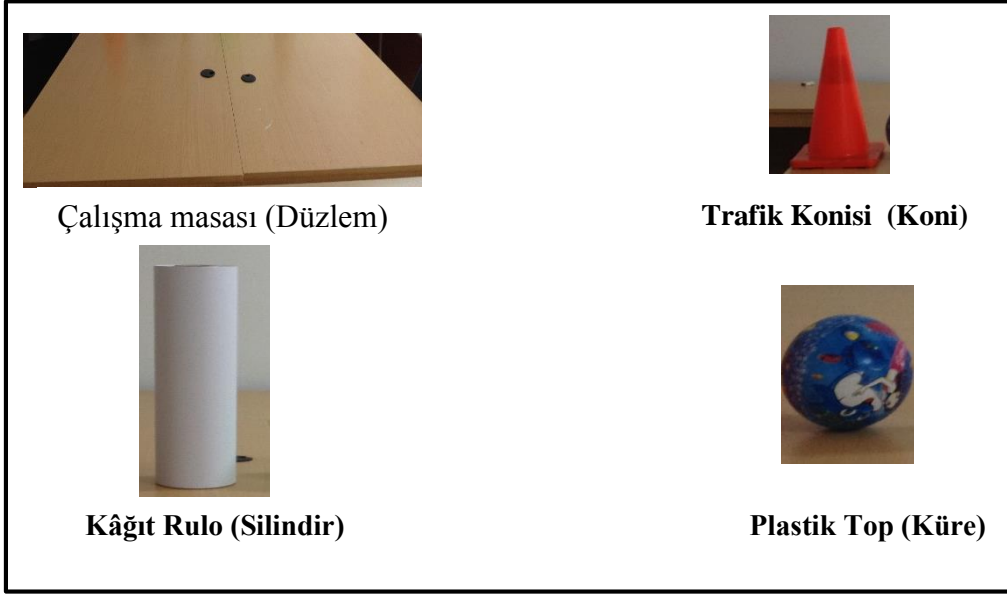 Çalışma masası (Düzlem)
Trafik Konisi (Koni)
Kâğıt Rulo (Silindir)
Plastik Top (Küre)